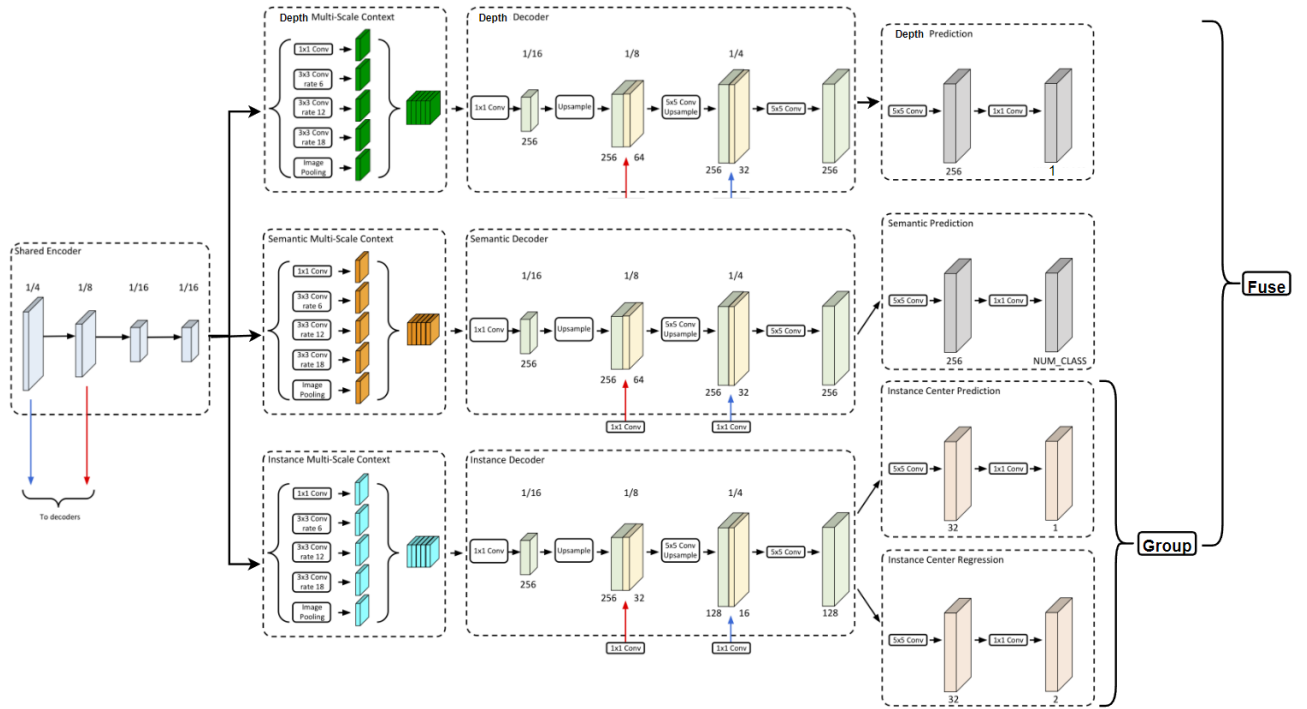 Shared Encoder
1/4
1/8
1/16
1/16
To decoders
Depth Multi-Scale Context
1x1 Conv
3x3 Conv
rate 6
3x3 Conv
rate 12
3x3 Conv
rate 18
Image
Pooling
Depth Decoder
1/16
1/8
1/4
1x1 Conv
256
Upsample
256
64
5x5 Conv
Upsample
256
32
5x5 Conv
256
Depth Prediction
5x5 Conv
256
1x1 Conv
1
Semantic Multi-Scale Context
1x1 Conv
3x3 Conv
rate 6
3x3 Conv
rate 12
3x3 Conv
rate 18
Image
Pooling
Semantic Decoder
1/16
1/8
1/4
1x1 Conv
256
Upsample
256
64
1x1 Conv
5x5 Conv
Upsample
256
32
1x1 Conv
5x5 Conv
256
Semantic Prediction
5x5 Conv
256
1x1 Conv
NUM_CLASS
Instance Multi-Scale Context
1x1 Conv
3x3 Conv
rate 6
3x3 Conv
rate 12
3x3 Conv
rate 18
Image
Pooling
Instance Decoder
1/16
1/8
1/4
1x1 Conv
256
Upsample
256
32
1x1 Conv
5x5 Conv
Upsample
128
16
1x1 Conv
5x5 Conv
128
Instance Center Prediction
5x5 Conv
32
1x1 Conv
1
Instance Center Regression
5x5 Conv
32
1x1 Conv
2
Group
Fuse